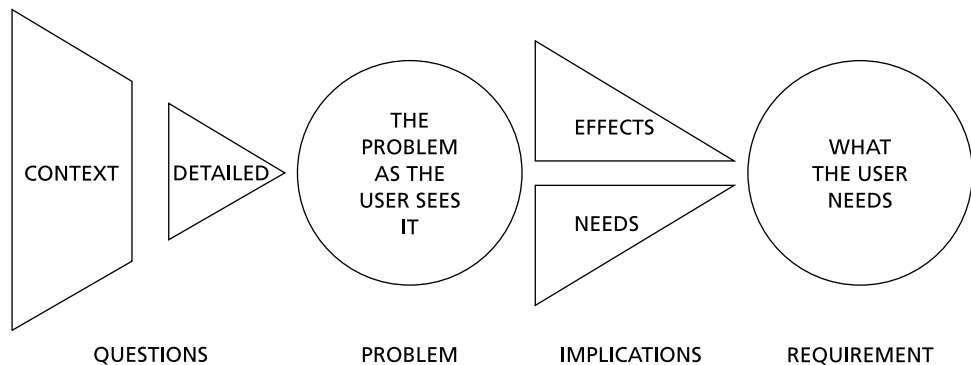 CONTEXT
DETAILED
THE
PROBLEM
AS THE
USER SEES
IT
EFFECTS
NEEDS
WHAT
THE USER
NEEDS
QUESTIONS
PROBLEM
IMPLICATIONS
REQUIREMENT